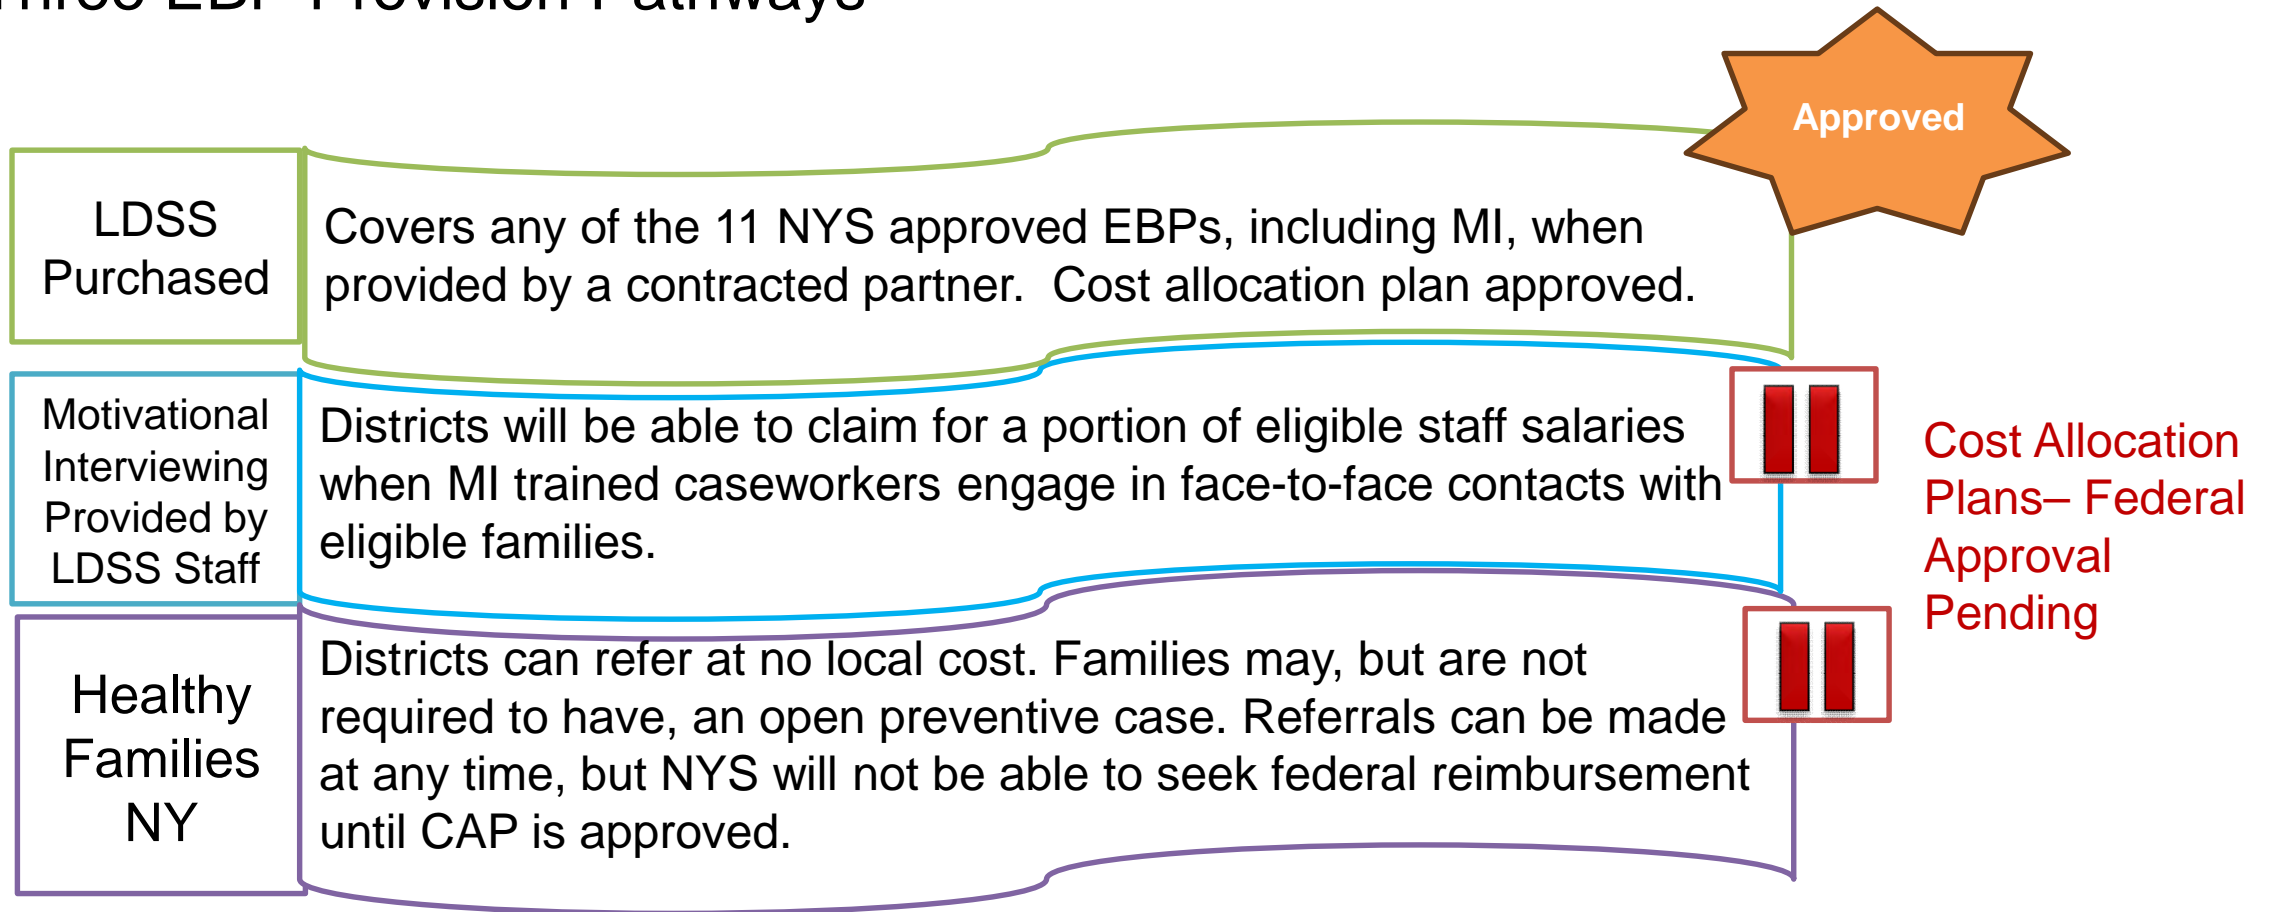 Three EBP Provision Pathways
Approved
LDSS
Purchased
Covers any of the 11 NYS approved EBPs, including MI, when
provided by a contracted partner.  Cost allocation plan approved.
Motivational
Interviewing
Provided by
LDSS Staff
Districts will be able to claim for a portion of eligible staff salaries
when MI trained caseworkers engage in face-to-face contacts with
eligible families.
Cost Allocation
Plans– Federal
Approval
Pending
Healthy
Families
NY
Districts can refer at no local cost. Families may, but are not
required to have, an open preventive case. Referrals can be made
at any time, but NYS will not be able to seek federal reimbursement
until CAP is approved.